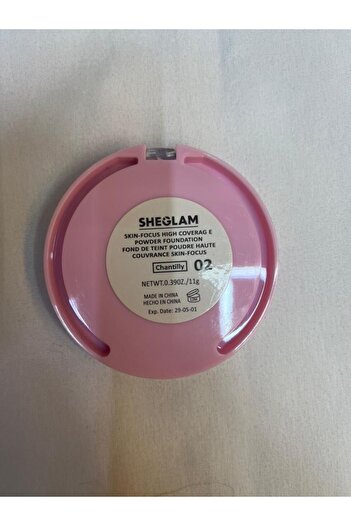 SHEGLAM
SKIN-FOCUS HIGH COVERAG E
POWDER FOUNDATION
FOND DE TEINT POUDRE HAUTE
COUVRANCE SKIN-FOCUS
Chantilly 02
NETWT.0.39OZ./11g
MADE IN CHINA
HECHO EN CHINA
Exp. Date: 29-05-01